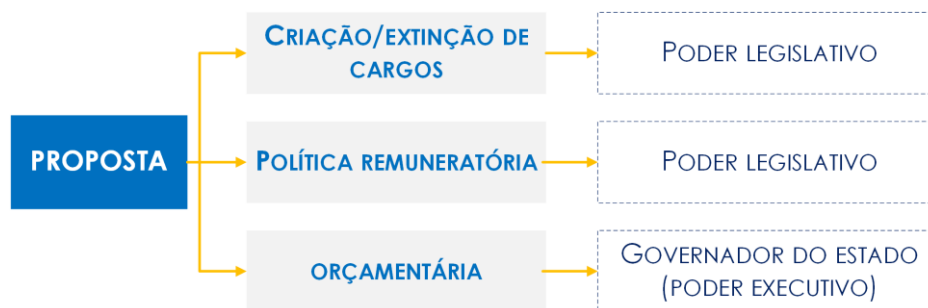 PROPOSTA
CRIAÇÃO/EXTINÇÃO DE
CARGOS
PODER LEGISLATIVO
POLÍTICA REMUNERATÓRIA
PODER LEGISLATIVO
ORÇAMENTÁRIA
GOVERNADOR DO ESTADO
(PODER EXECUTIVO)